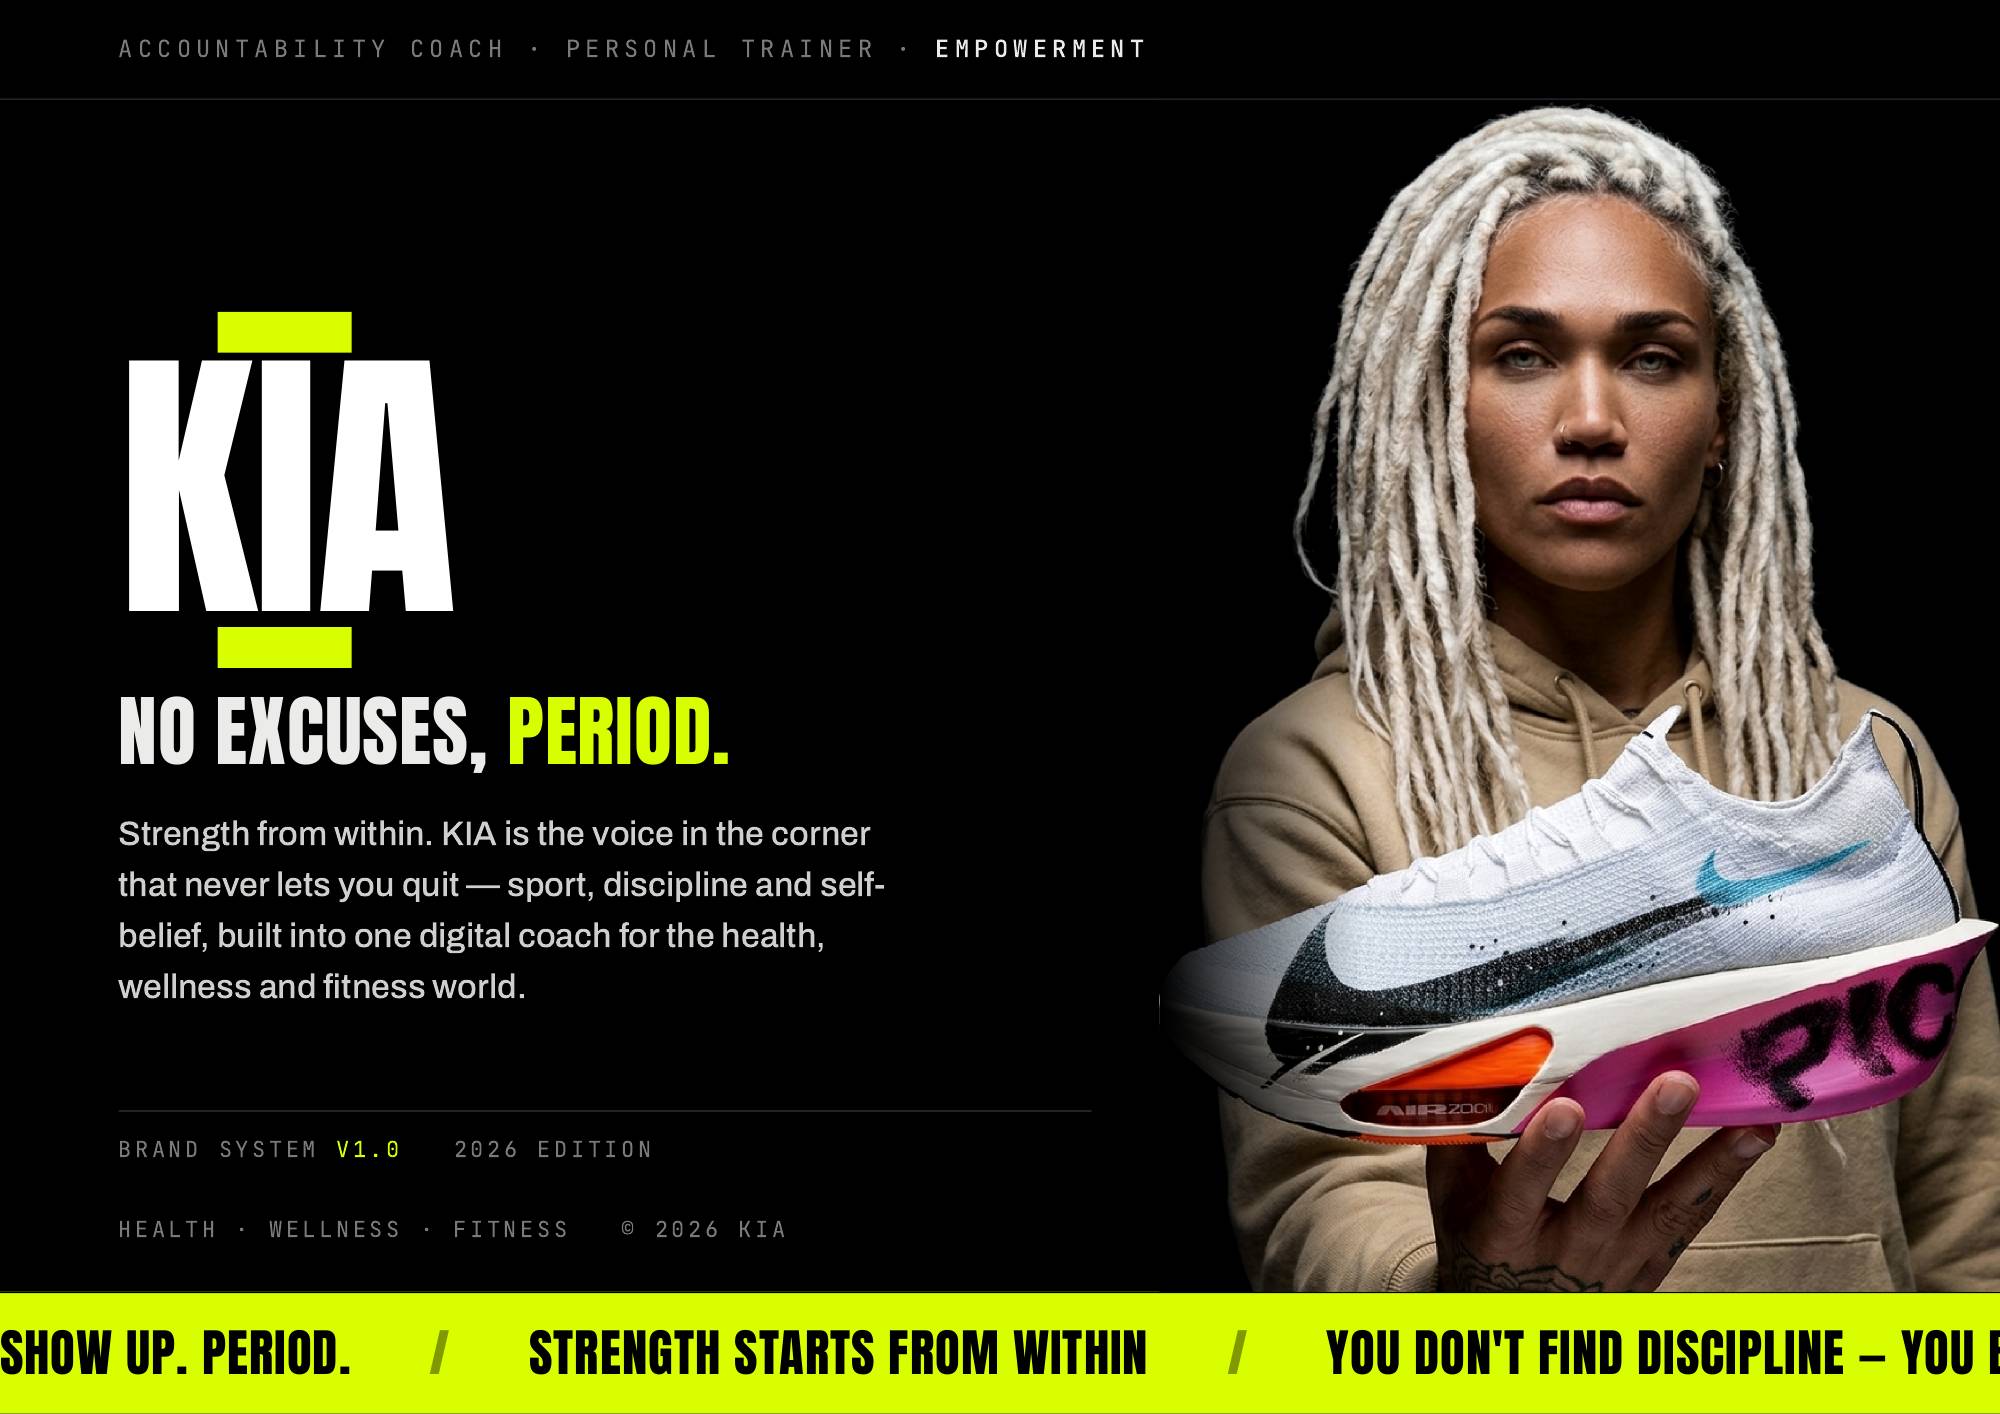 ACCOUNTABILITY COACH · PERSONAL TRAINER · EMPOWERMENT
KIA
NO EXCUSES, PERIOD.
Strength from within. KIA is the voice in the corner
that never lets you quit — sport, discipline and self-
belief, built into one digital coach for the health,
wellness and fitness world.
AIR ZOOM
PIC
BRAND SYSTEM V1.0 2026 EDITION
HEALTH · WELLNESS · FITNESS © 2026 KIA
SHOW UP. PERIOD. / STRENGTH STARTS FROM WITHIN / YOU DON'T FIND DISCIPLINE – YOU